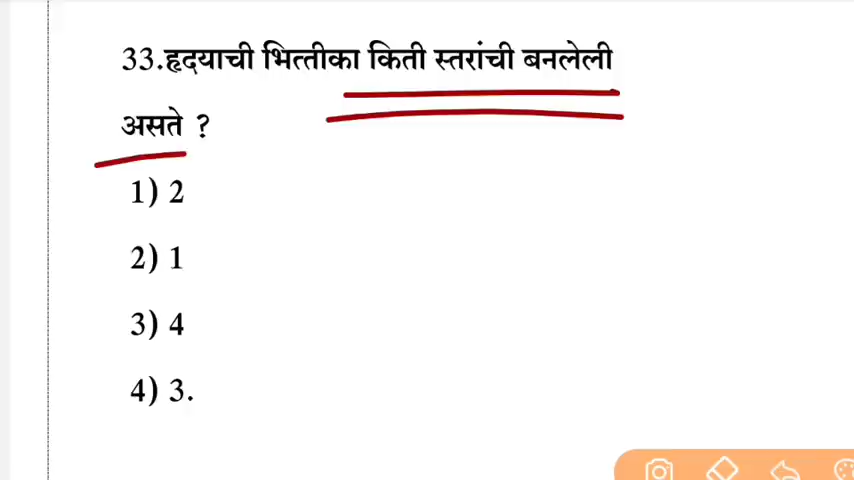 33.हृदयाची भित्तीका किती स्तरांची बनलेली
असते ?
1) 2
2) 1
3) 4
4) 3.